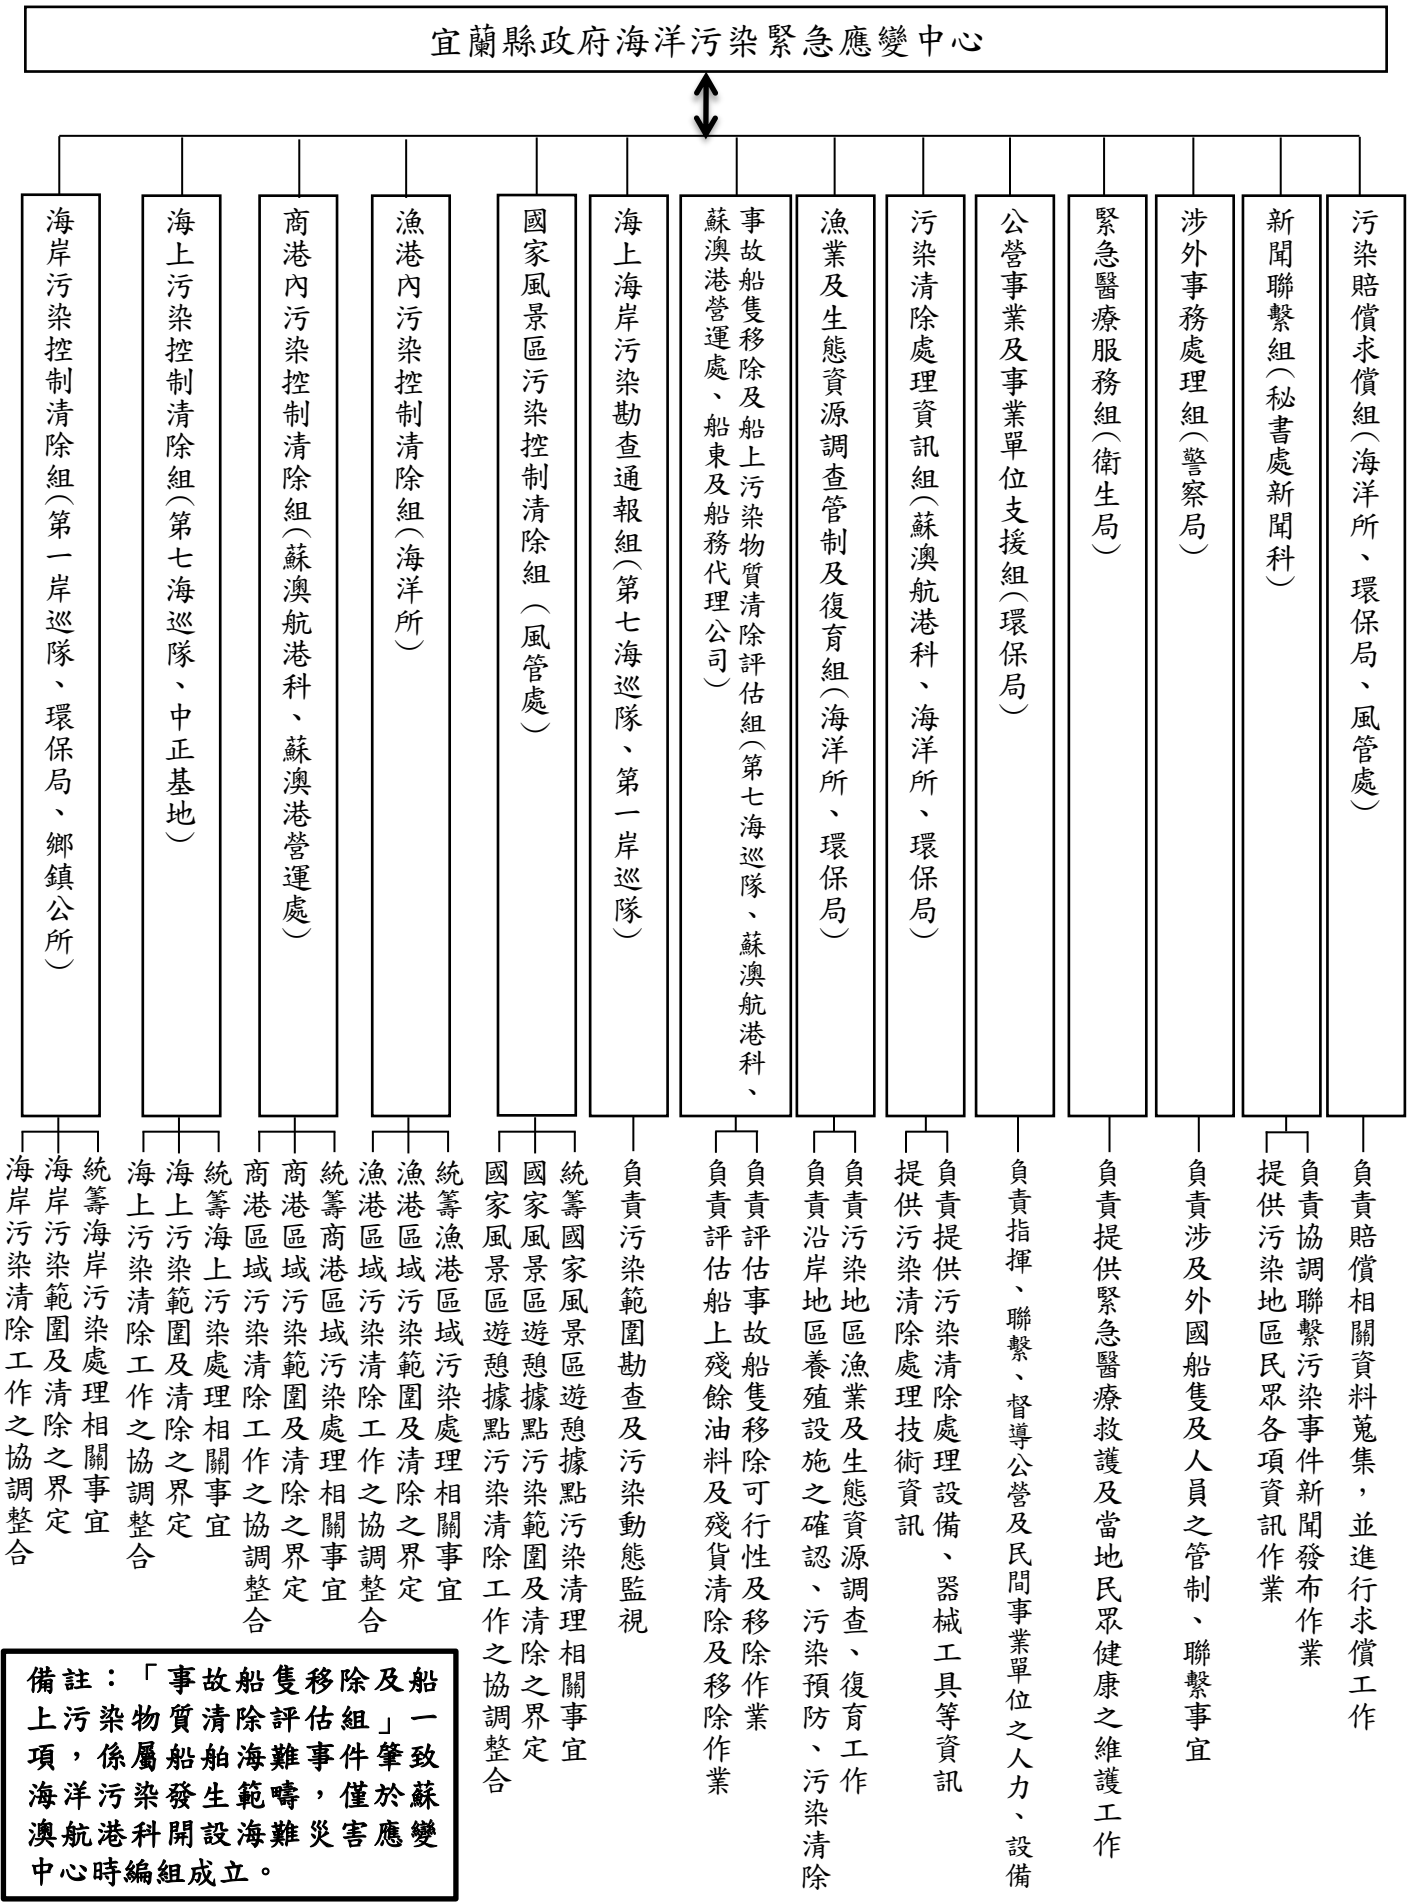 宜蘭縣政府海洋污染緊急應變中心
污染賠償求償組(海洋所、環保局、風管處)
新聞聯繫組(秘書處新聞科)
涉外事務處理組(警察局)
緊急醫療服務組(衛生局)
公營事業及事業單位支援組(環保局)
污染清除處理資訊組(蘇澳航港科、海洋所、環保局)
漁業及生態資源調查管制及復育組(海洋所、環保局)
事故船隻移除及船上污染物質清除評估組(第七海巡隊、蘇澳航港科、
蘇澳港營運處、船東及船務代理公司)
海上海岸污染勘查通報組(第七海巡隊、第一岸巡隊)
國家風景區污染控制清除組(風管處)
漁港內污染控制清除組(海洋所)
商港內污染控制清除組(蘇澳航港科、蘇澳港營運處)
海上污染控制清除組(第七海巡隊、中正基地)
海岸污染控制清除組(第一岸巡隊、環保局、鄉鎮公所)
負責賠償相關資料蒐集，並進行求償工作
負責協調聯繫污染事件新聞發布作業
提供污染地區民眾各項資訊作業
負責涉及外國船隻及人員之管制、聯繫事宜
負責提供緊急醫療救護及當地民眾健康之維護工作
負責指揮、聯繫、督導公營及民間事業單位之人力、設備
負責提供污染清除處理設備、器械工具等資訊
提供污染清除處理技術資訊
負責污染地區漁業及生態資源調查、復育工作
負責沿岸地區養殖設施之確認、污染預防、污染清除
負責評估事故船隻移除可行性及移除作業
負責評估船上殘餘油料及殘貨清除及移除作業
負責污染範圍勘查及污染動態監視
統籌國家風景區遊憩據點污染清理相關事宜
國家風景區遊憩據點污染範圍及清除之界定
國家風景區遊憩據點污染清除工作之協調整合
統籌漁港區域污染處理相關事宜
漁港區域污染範圍及清除之界定
漁港區域污染清除工作之協調整合
統籌商港區域污染處理相關事宜
商港區域污染範圍及清除之界定
商港區域污染清除工作之協調整合
統籌海上污染處理相關事宜
海上污染範圍及清除之界定
海上污染清除工作之協調整合
統籌海岸污染處理相關事宜
海岸污染範圍及清除之界定
海岸污染清除工作之協調整合
備註：「事故船隻移除及船
上污染物質清除評估組」一
項，係屬船舶海難事件肇致
海洋污染發生範疇，僅於蘇
澳航港科開設海難災害應變
中心時編組成立。